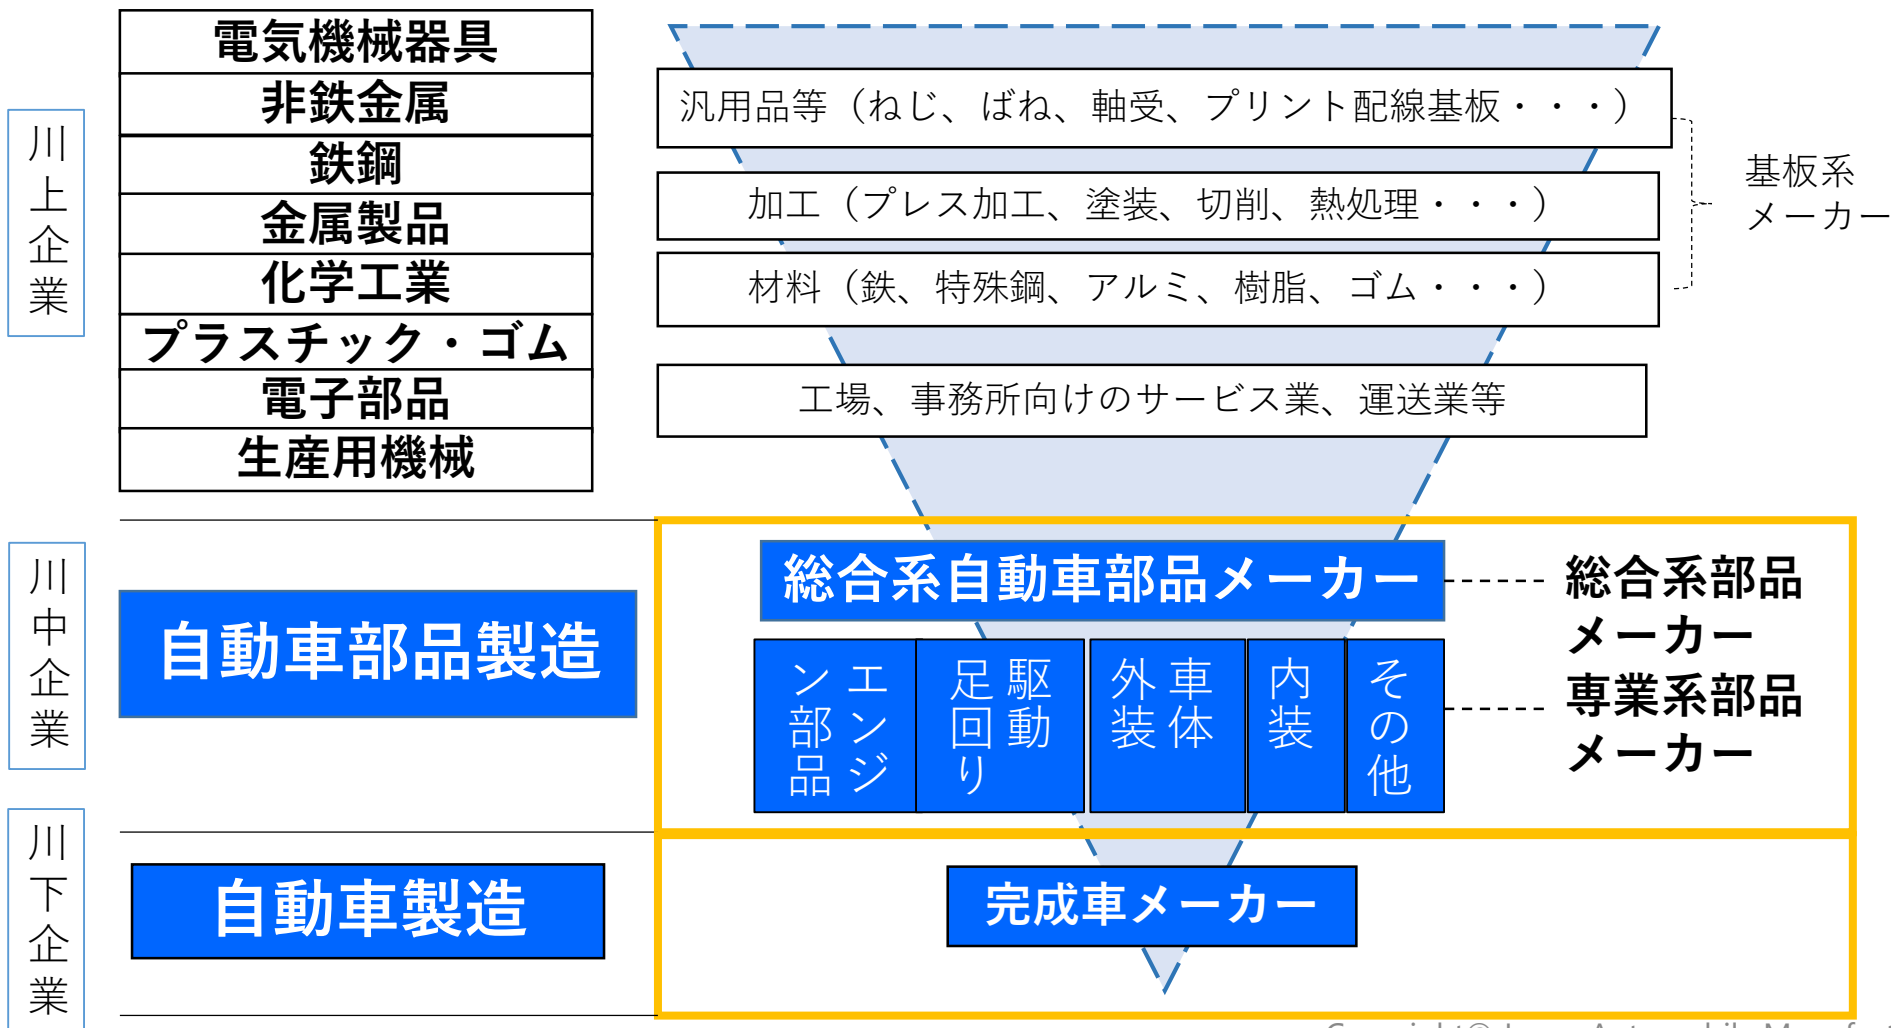 川上企業
電気機械器具
非鉄金属
鉄鋼
金属製品
化学工業
プラスチック・ゴム
電子部品
生産用機械
汎用品等（ねじ、ばね、軸受、プリント配線基板・・・）
加工（プレス加工、塗装、切削、熱処理・・・）
材料（鉄、特殊鋼、アルミ、樹脂、ゴム・・・）
工場、事務所向けのサービス業、運送業等
基板系
メーカー
川中企業
自動車部品製造
総合系自動車部品メーカー
エンジ
ン部品
駆動
足回り
車体
外装
内装
その他
総合系部品
メーカー
専業系部品
メーカー
川下企業
自動車製造
完成車メーカー